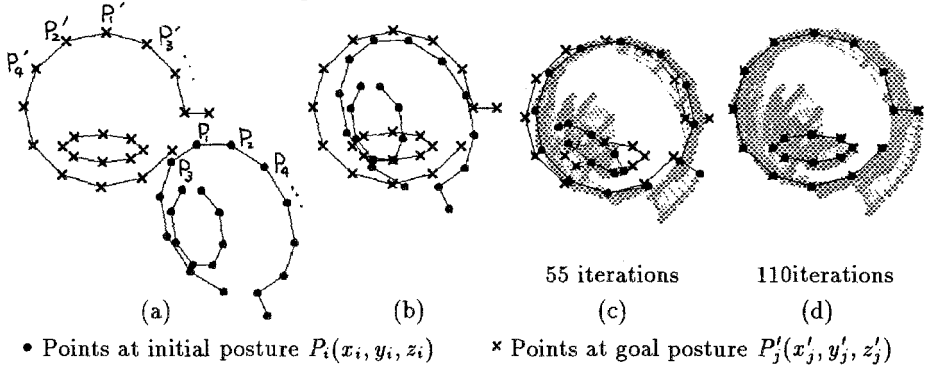 P₂' P₁' P₃'
P₄'
P₁ P₂
P₃ P₄
55 iterations 110iterations
(a) (b) (c) (d)
• Points at initial posture Pᵢ(xᵢ, yᵢ, zᵢ) × Points at goal posture P'ⱼ(x'ⱼ, y'ⱼ, z'ⱼ)